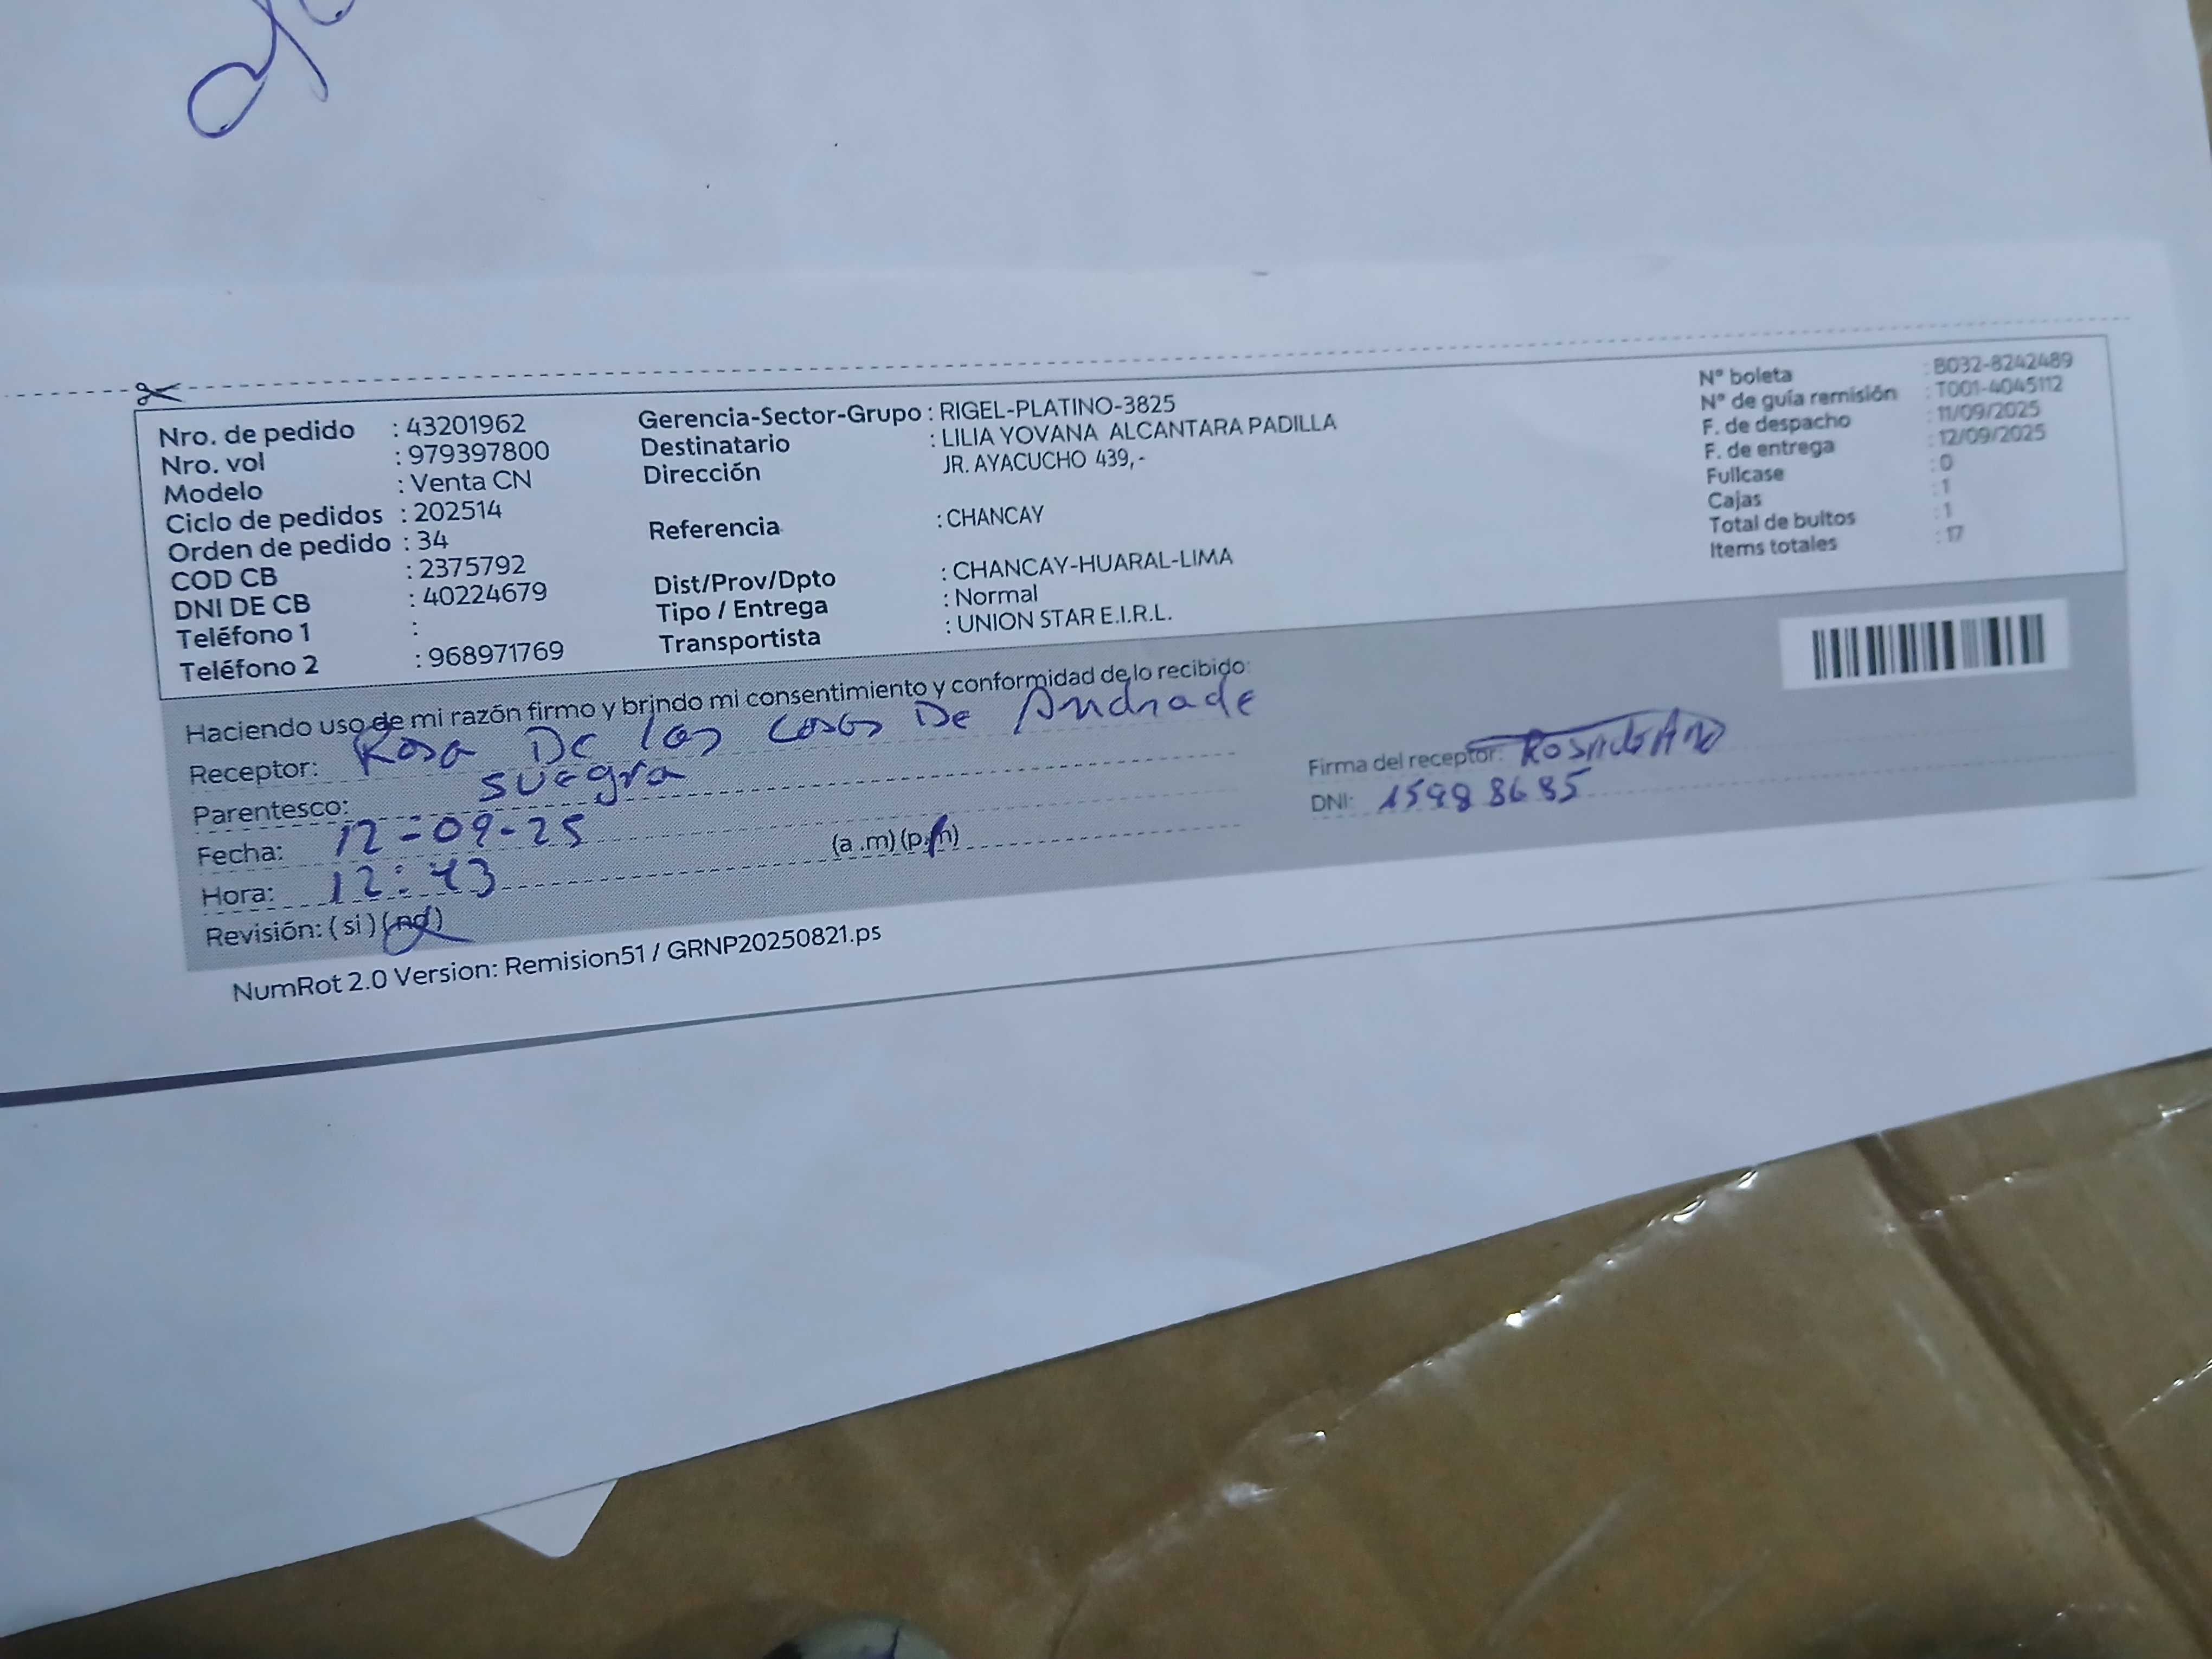 Nro. de pedido : 43201962
Nro. vol : 979397800
Modelo : Venta CN
Ciclo de pedidos : 202514
Orden de pedido : 34
COD CB : 2375792
DNI DE CB : 40224679
Teléfono 1 :
Teléfono 2 : 968971769
Gerencia-Sector-Grupo : RIGEL-PLATINO-3825
Destinatario : LILIA YOVANA ALCANTARA PADILLA
Dirección JR. AYACUCHO 439,-
Referencia : CHANCAY
Dist/Prov/Dpto : CHANCAY-HUARAL-LIMA
Tipo / Entrega : Normal
Transportista : UNION STAR E.I.R.L.
N° boleta : B032-8242489
N° de guía remisión : T001-4045112
F. de despacho : 11/09/2025
F. de entrega : 12/09/2025
Fullcase : 0
Cajas : 1
Total de bultos : 1
Items totales : 17
Haciendo uso de mi razón firmo y brindo mi consentimiento y conformidad de lo recibido:
Receptor: Rosa De las Casas De Andrade
Parentesco: suegra
Fecha: 12-09-25
Hora: 12:43 (a .m) (p.m)
Revisión: ( si ) (no)
Firma del receptor:
DNI:
NumRot 2.0 Version: Remision51 / GRNP20250821.ps